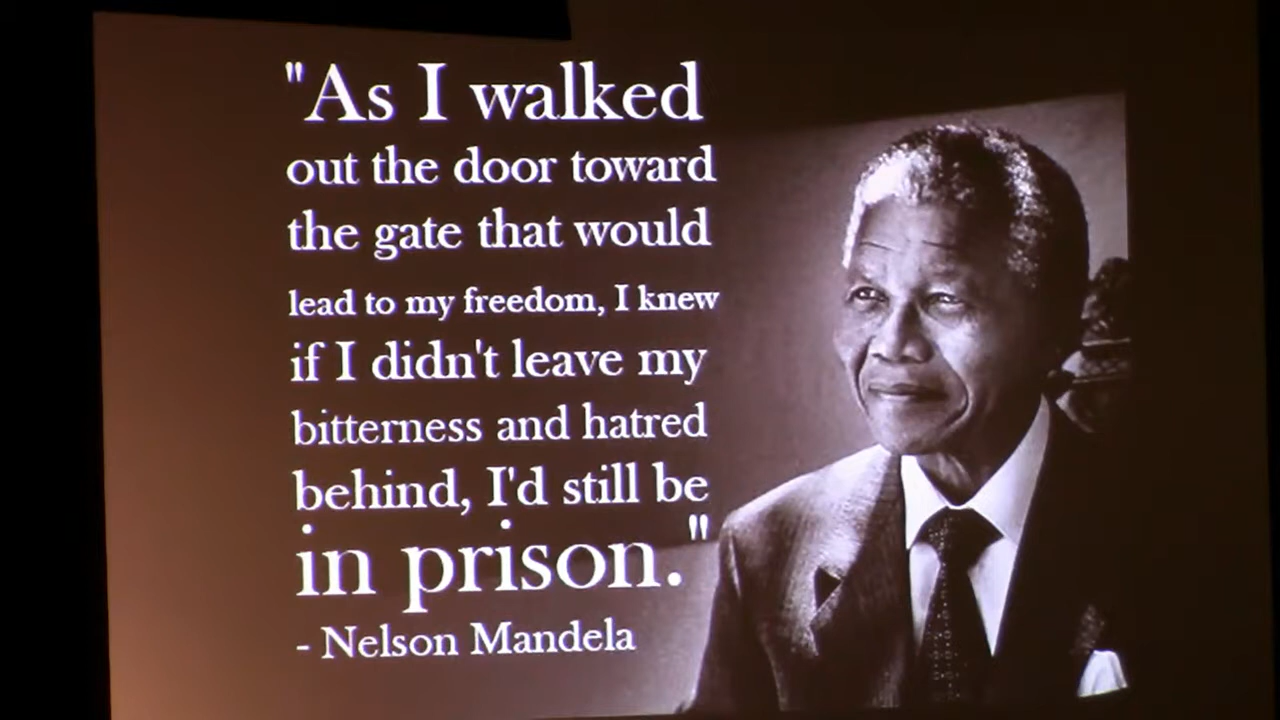 "As I walked
out the door toward
the gate that would
lead to my freedom, I knew
if I didn't leave my
bitterness and hatred
behind, I'd still be
in prison."
- Nelson Mandela